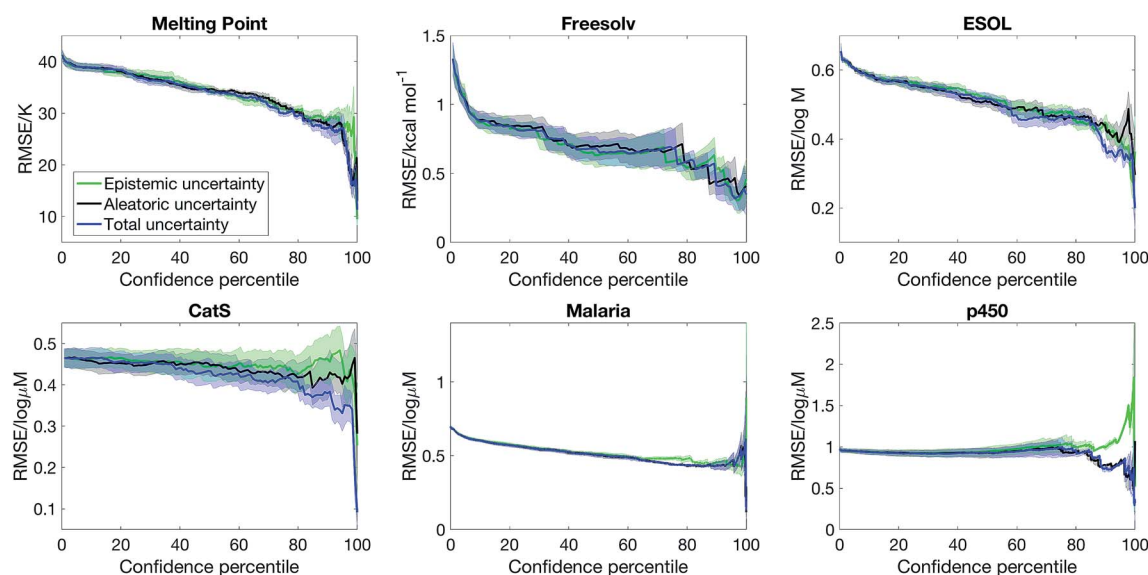 Melting Point
RMSE/K
40
30
20
10
0 20 40 60 80 100
Confidence percentile
Epistemic uncertainty
Aleatoric uncertainty
Total uncertainty
Freesolv
RMSE/kcal mol⁻¹
1.5
1
0.5
0
0 20 40 60 80 100
Confidence percentile
ESOL
RMSE/log M
0.6
0.4
0.2
0 20 40 60 80 100
Confidence percentile
CatS
RMSE/logμM
0.5
0.4
0.3
0.2
0.1
0 20 40 60 80 100
Confidence percentile
Malaria
RMSE/logμM
1
0.5
0
0 20 40 60 80 100
Confidence percentile
p450
RMSE/logμM
2.5
2
1.5
1
0.5
0
0 20 40 60 80 100
Confidence percentile